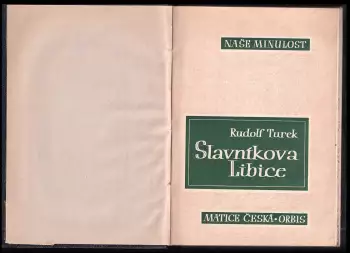 NAŠE MINULOST
Rudolf Turek
Slavníkova
Libice
MATICE ČESKÁ • ORBIS